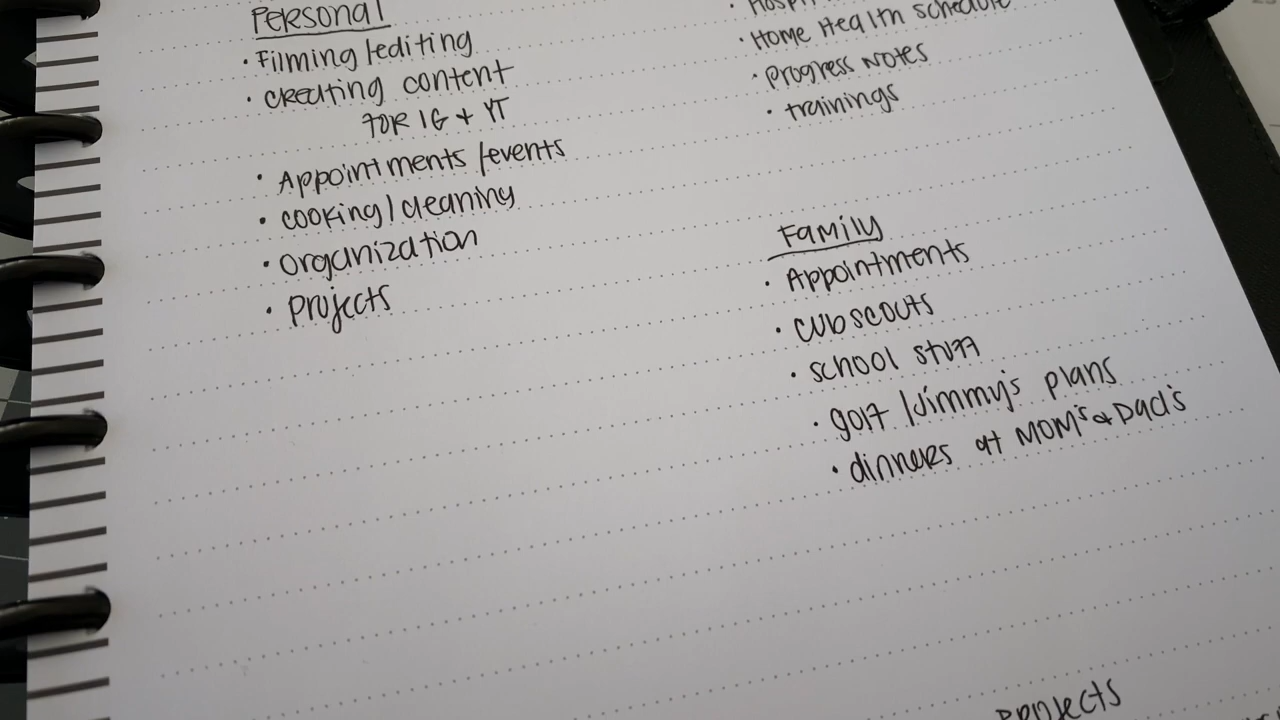 Personal
• Filming/editing
• creating content
for IG + YT
• Appointments/events
• cooking/cleaning
• organization
• projects
• Home Health schedule
• progress notes
• trainings
Family
• Appointments
• cub scouts
• school stuff
• golf/Jimmy's plans
• dinners at Mom's & Dad's
Projects